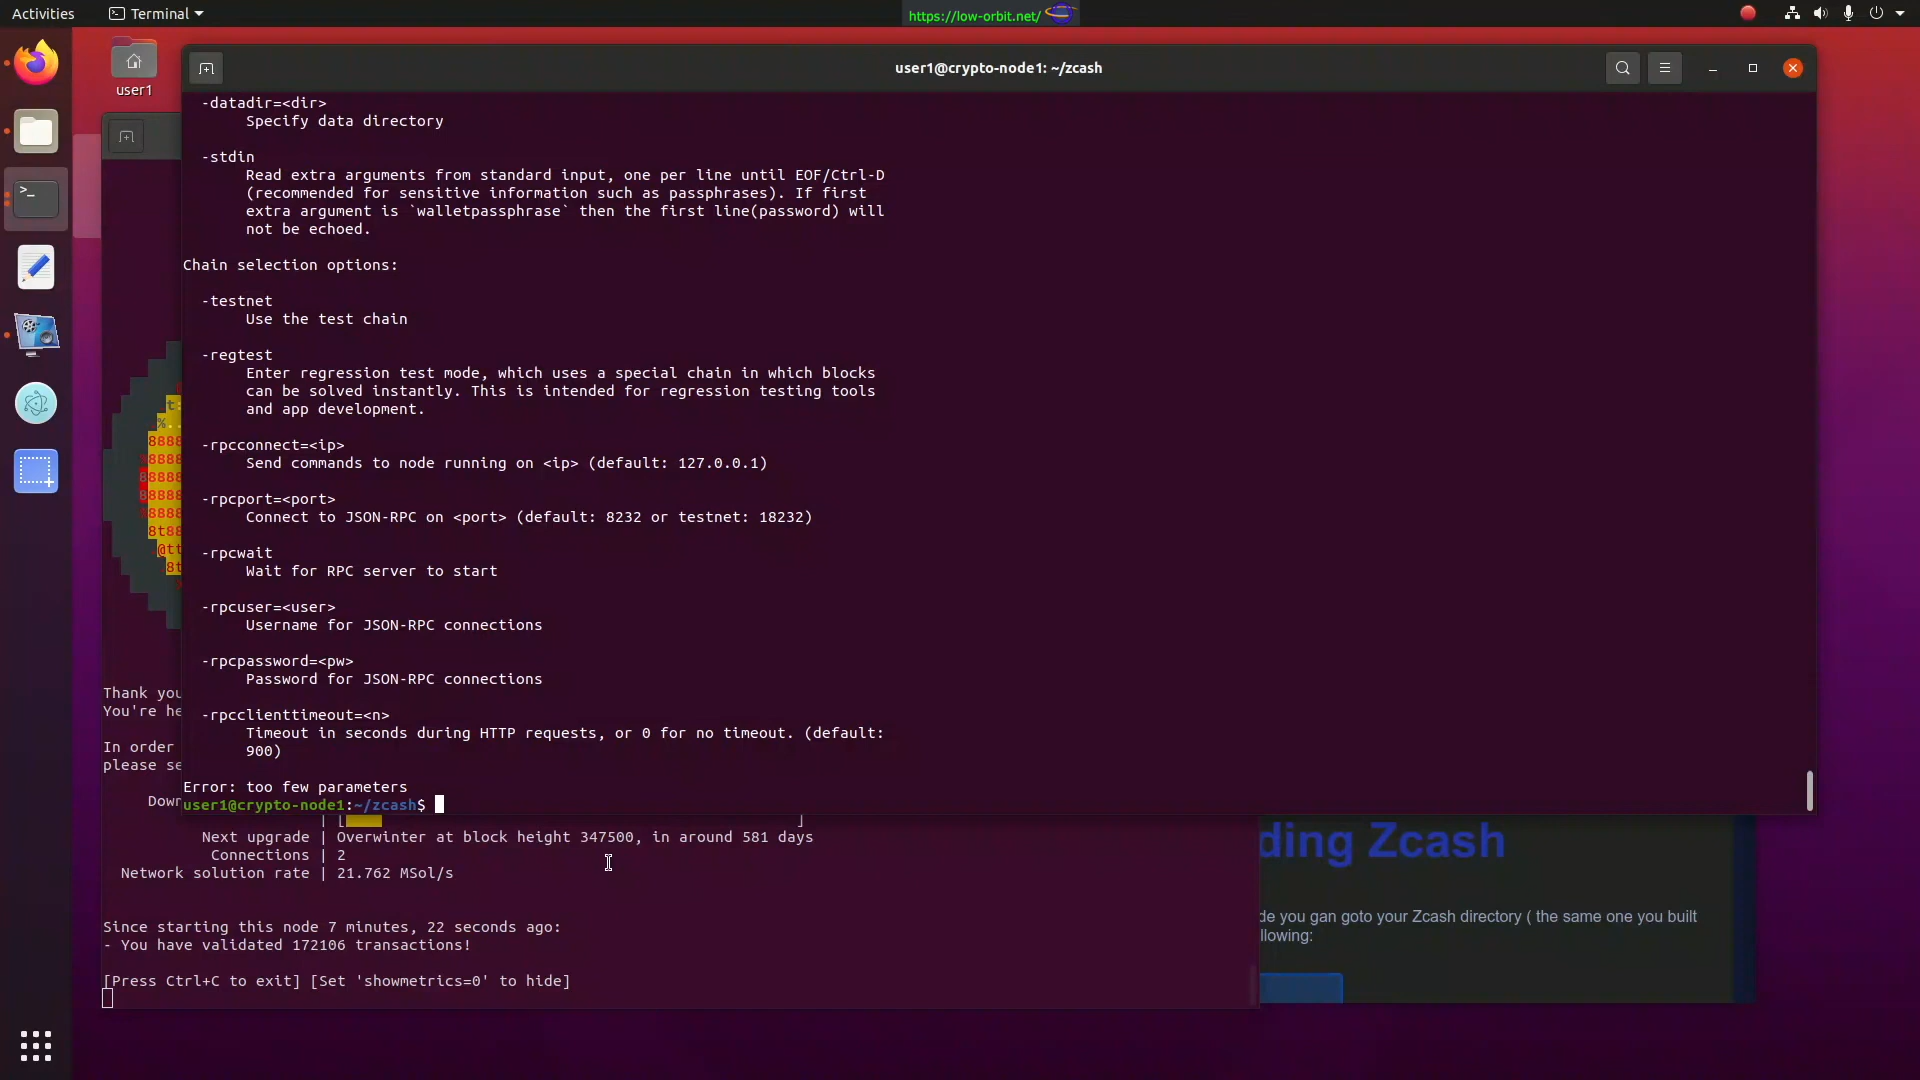 Activities
Terminal
https://low-orbit.net/
user1
user1@crypto-node1: ~/zcash
-datadir=<dir>
Specify data directory
-stdin
Read extra arguments from standard input, one per line until EOF/Ctrl-D
(recommended for sensitive information such as passphrases). If first
extra argument is `walletpassphrase` then the first line(password) will
not be echoed.
Chain selection options:
-testnet
Use the test chain
-regtest
Enter regression test mode, which uses a special chain in which blocks
can be solved instantly. This is intended for regression testing tools
and app development.
-rpcconnect=<ip>
Send commands to node running on <ip> (default: 127.0.0.1)
-rpcport=<port>
Connect to JSON-RPC on <port> (default: 8232 or testnet: 18232)
-rpcwait
Wait for RPC server to start
-rpcuser=<user>
Username for JSON-RPC connections
-rpcpassword=<pw>
Password for JSON-RPC connections
-rpcclienttimeout=<n>
Timeout in seconds during HTTP requests, or 0 for no timeout. (default:
900)
Error: too few parameters
user1@crypto-node1:~/zcash$
Thank you
You're he
In order
please se
Down
| [ ]
Next upgrade | Overwinter at block height 347500, in around 581 days
Connections | 2
Network solution rate | 21.762 MSol/s
Since starting this node 7 minutes, 22 seconds ago:
- You have validated 172106 transactions!
[Press Ctrl+C to exit] [Set 'showmetrics=0' to hide]
ding Zcash
de you gan goto your Zcash directory ( the same one you built
llowing: